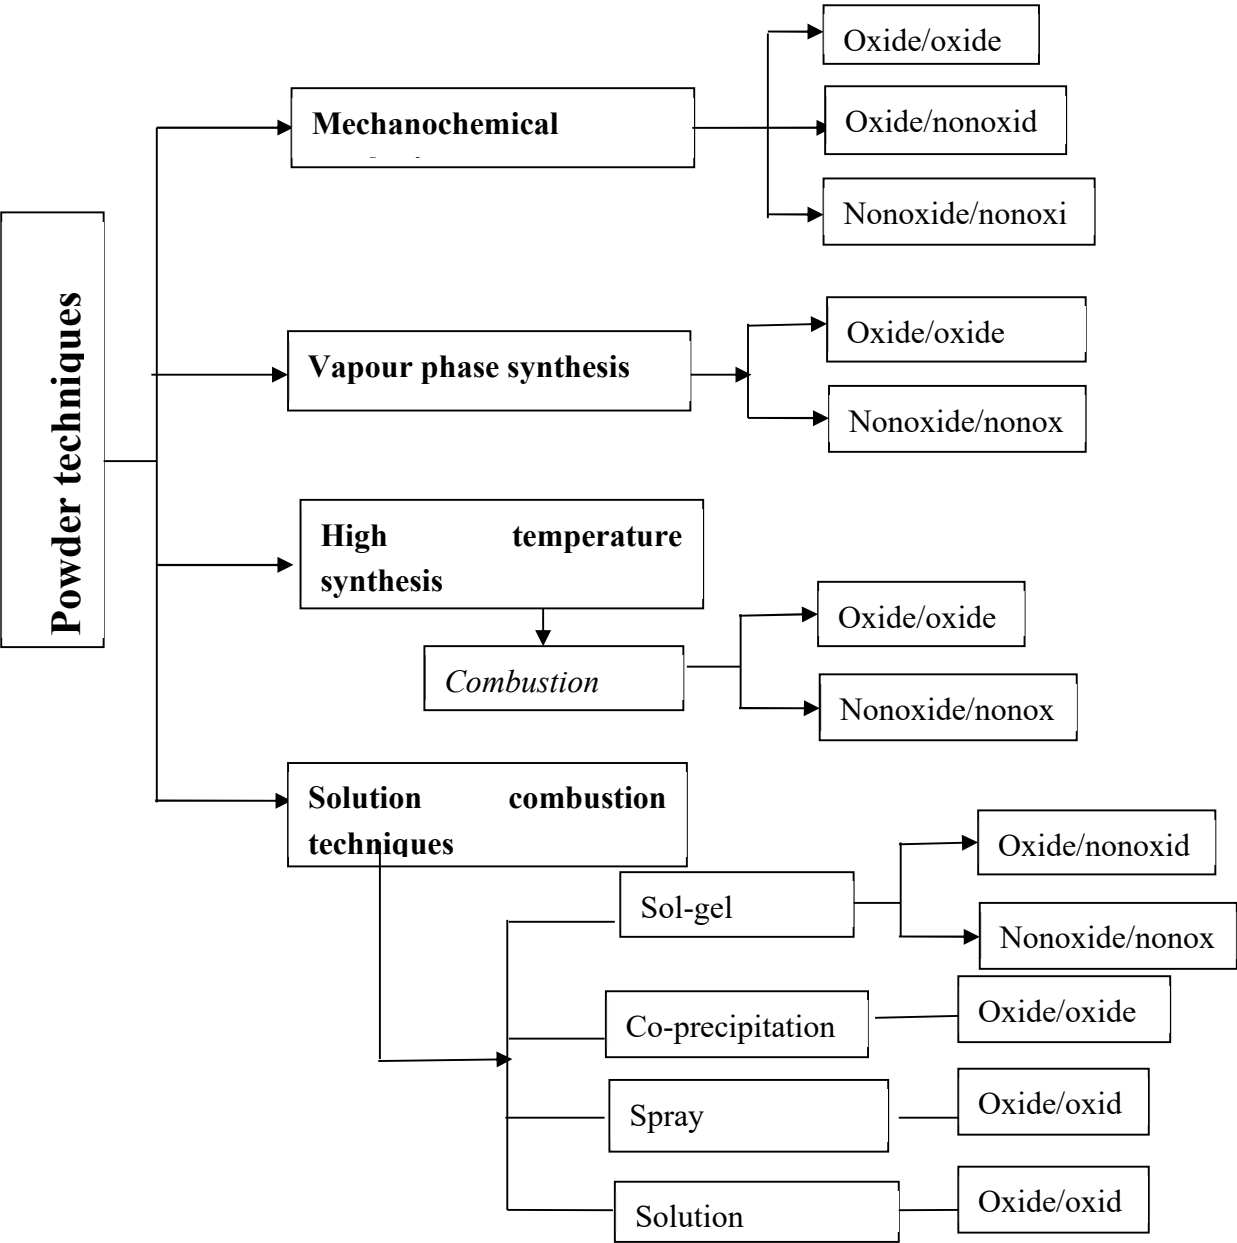 Powder techniques
Mechanochemical
Oxide/oxide
Oxide/nonoxid
Nonoxide/nonoxi
Vapour phase synthesis
Oxide/oxide
Nonoxide/nonox
High temperature
synthesis
Combustion
Oxide/oxide
Nonoxide/nonox
Solution combustion
techniques
Sol-gel
Oxide/nonoxid
Nonoxide/nonox
Co-precipitation
Oxide/oxide
Spray
Oxide/oxid
Solution
Oxide/oxid